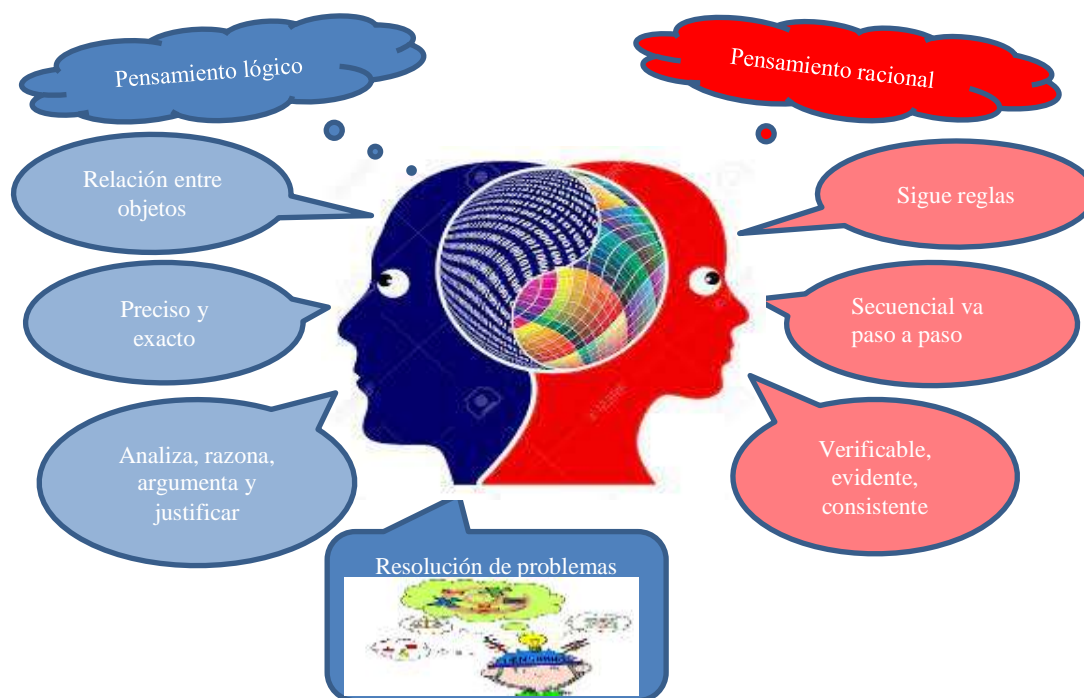 Pensamiento lógico
Pensamiento racional
Relación entre
objetos
Sigue reglas
Preciso y
exacto
Secuencial va
paso a paso
Analiza, razona,
argumenta y
justificar
Verificable,
evidente,
consistente
Resolución de problemas